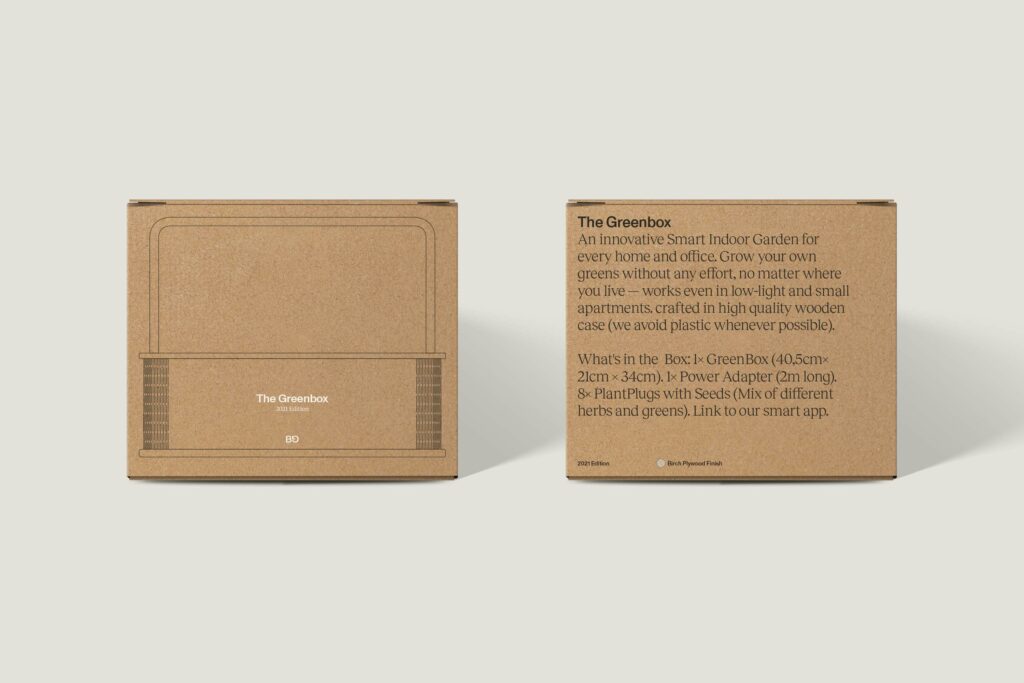 The Greenbox
2021 Edition
BD
The Greenbox
An innovative Smart Indoor Garden for
every home and office. Grow your own
greens without any effort, no matter where
you live — works even in low-light and small
apartments. crafted in high quality wooden
case (we avoid plastic whenever possible).
What's in the Box: 1× GreenBox (40.5cm×
21cm × 34cm). 1× Power Adapter (2m long).
8× PlantPlugs with Seeds (Mix of different
herbs and greens). Link to our smart app.
2021 Edition
Birch Plywood Finish